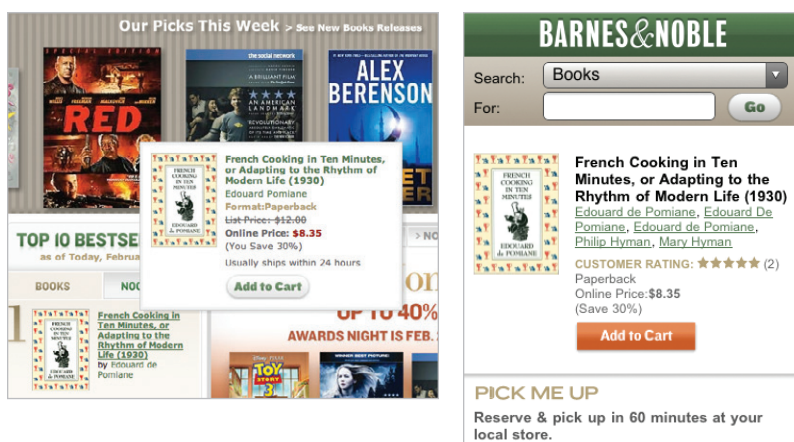 Our Picks This Week > See New Books Releases
SPECIAL EDITION
RED
the social network
A BRILLIANT FILM
AN AMERICAN
LANDMARK
REVOLUTIONARY
ALEX
BERENSON
FRENCH
COOKING
IN TEN
MINUTES
EDOUARD
de POMIANE
French Cooking in Ten Minutes,
or Adapting to the Rhythm of
Modern Life (1930)
Edouard Pomiane
Format:Paperback
List Price: $12.00
Online Price: $8.35
(You Save 30%)
Usually ships within 24 hours
Add to Cart
TOP 10 BESTSE
as of Today, Februa
> NO
BOOKS
NOO
on
UP TO 40%
AWARDS NIGHT IS FEB.
1
FRENCH
COOKING
IN TEN
MINUTES
EDOUARD
de POMIANE
French Cooking in
Ten Minutes, or
Adapting to the
Rhythm of Modern
Life (1930)
by Edouard de
Pomiane
TOY
STORY
3
WINNER BEST PICTURE
BARNES&NOBLE
Search: Books
For: Go
FRENCH
COOKING
IN TEN
MINUTES
EDOUARD
de POMIANE
French Cooking in Ten
Minutes, or Adapting to the
Rhythm of Modern Life (1930)
Edouard de Pomiane, Edouard De
Pomiane, Edouard de Pomiane,
Philip Hyman, Mary Hyman
CUSTOMER RATING: ★★★★★ (2)
Paperback
Online Price:$8.35
(Save 30%)
Add to Cart
PICK ME UP
Reserve & pick up in 60 minutes at your
local store.